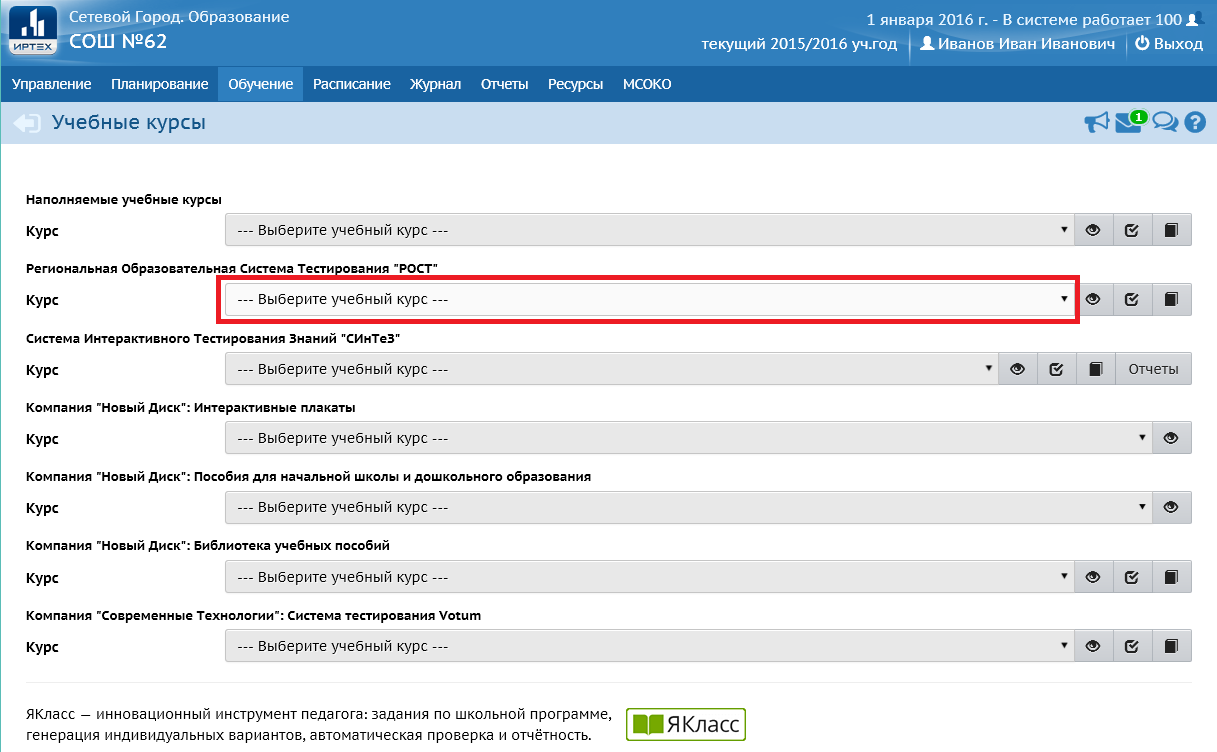 Сетевой Город. Образование
СОШ №62
ИРТЕХ
1 января 2016 г. - В системе работает 100
текущий 2015/2016 уч.год Иванов Иван Иванович Выход
Управление Планирование Обучение Расписание Журнал Отчеты Ресурсы МСОКО
Учебные курсы 1 ?
Наполняемые учебные курсы
Курс --- Выберите учебный курс ---
Региональная Образовательная Система Тестирования "РОСТ"
Курс --- Выберите учебный курс ---
Система Интерактивного Тестирования Знаний "СИнТеЗ"
Курс --- Выберите учебный курс --- Отчеты
Компания "Новый Диск": Интерактивные плакаты
Курс --- Выберите учебный курс ---
Компания "Новый Диск": Пособия для начальной школы и дошкольного образования
Курс --- Выберите учебный курс ---
Компания "Новый Диск": Библиотека учебных пособий
Курс --- Выберите учебный курс ---
Компания "Современные Технологии": Система тестирования Votum
Курс --- Выберите учебный курс ---
ЯКласс — инновационный инструмент педагога: задания по школьной программе,
генерация индивидуальных вариантов, автоматическая проверка и отчётность.
ЯКласс